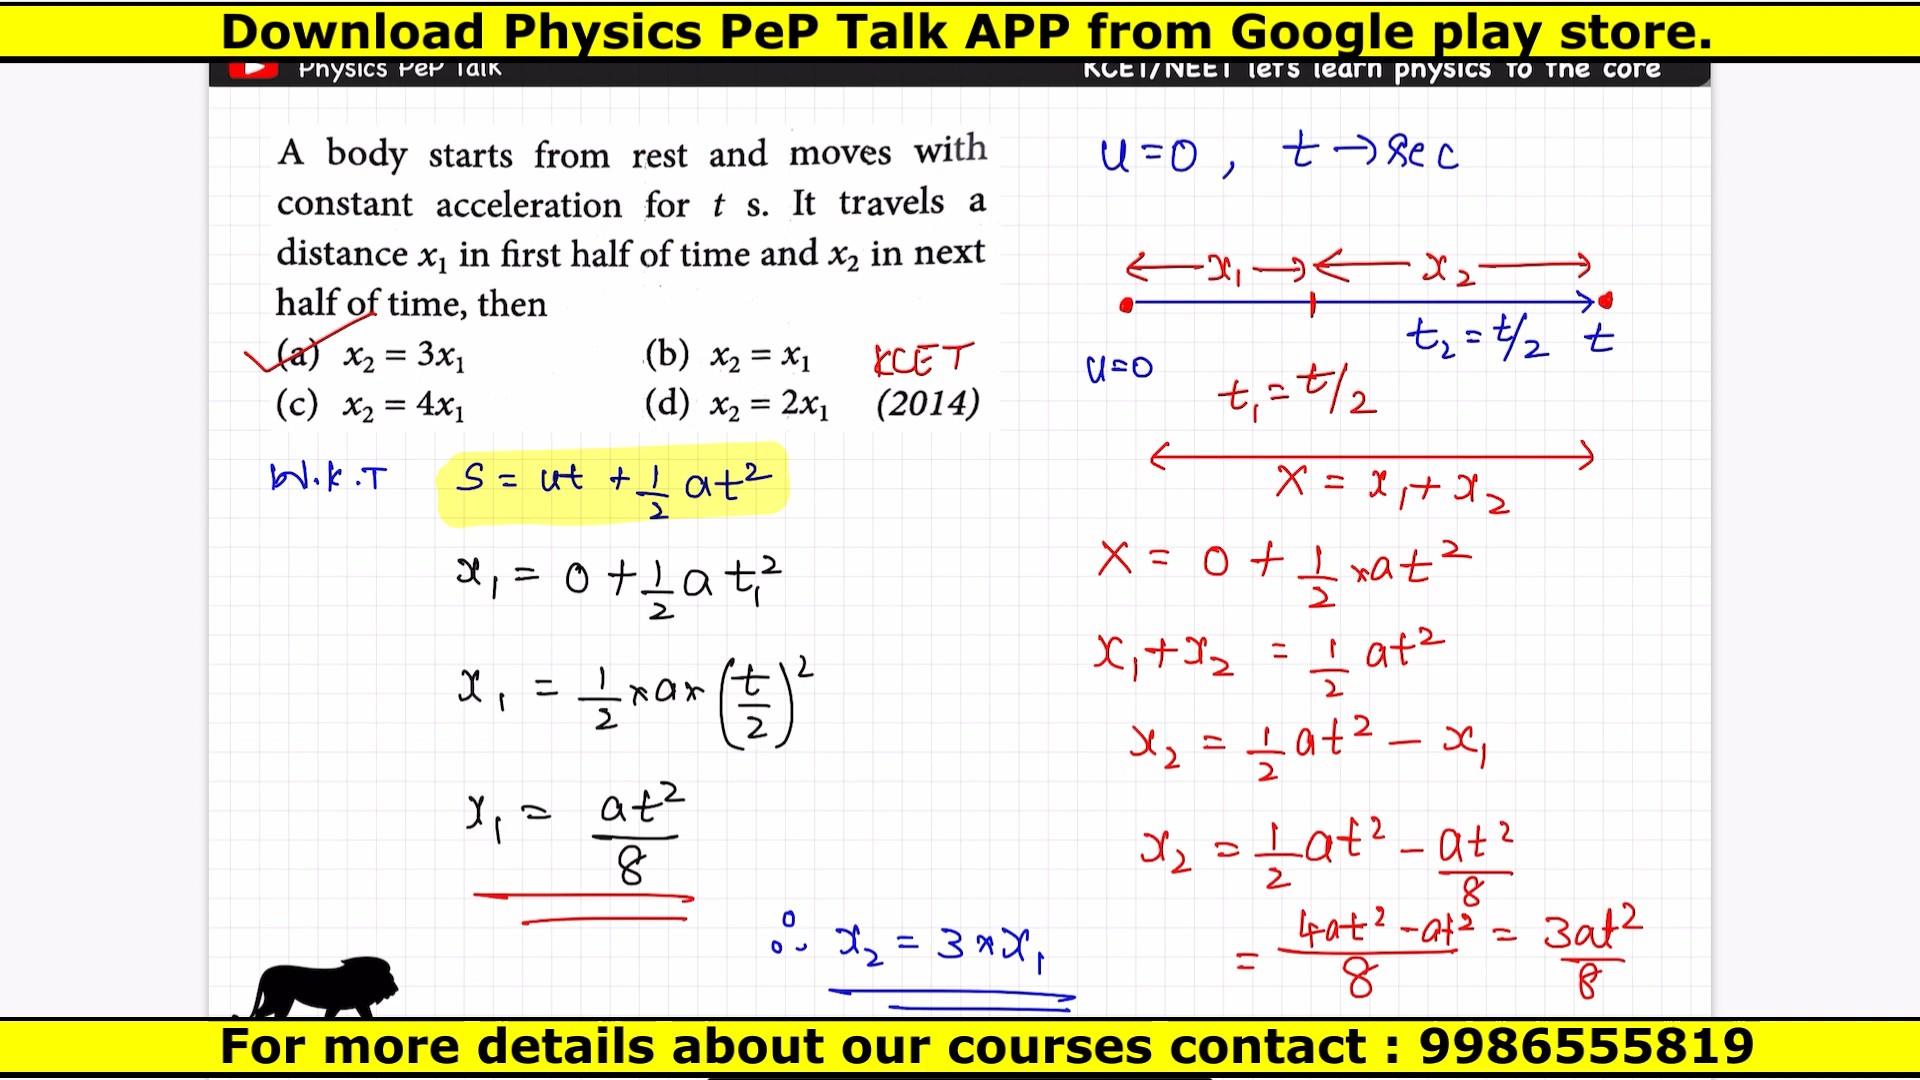 Download Physics PeP Talk APP from Google play store.
Physics PeP Talk
KCET/NEET let's learn physics to the core
A body starts from rest and moves with
constant acceleration for t s. It travels a
distance x₁ in first half of time and x₂ in next
half of time, then
(a) x₂ = 3x₁ (b) x₂ = x₁ KCET
(c) x₂ = 4x₁ (d) x₂ = 2x₁ (2014)
W.K.T S = ut + 1/2 at²
x₁ = 0 + 1/2 a t₁²
x₁ = 1/2 × a × (t/2)²
x₁ = at²/8
∴ x₂ = 3 × x₁
u = 0 , t → sec
x₁ x₂
t₂ = t/2 t
u=0
t₁ = t/2
X = x₁ + x₂
X = 0 + 1/2 × at²
x₁ + x₂ = 1/2 at²
x₂ = 1/2 at² − x₁
x₂ = 1/2 at² − at²/8
= 4at² − at²/8 = 3at²/8
For more details about our courses contact : 9986555819